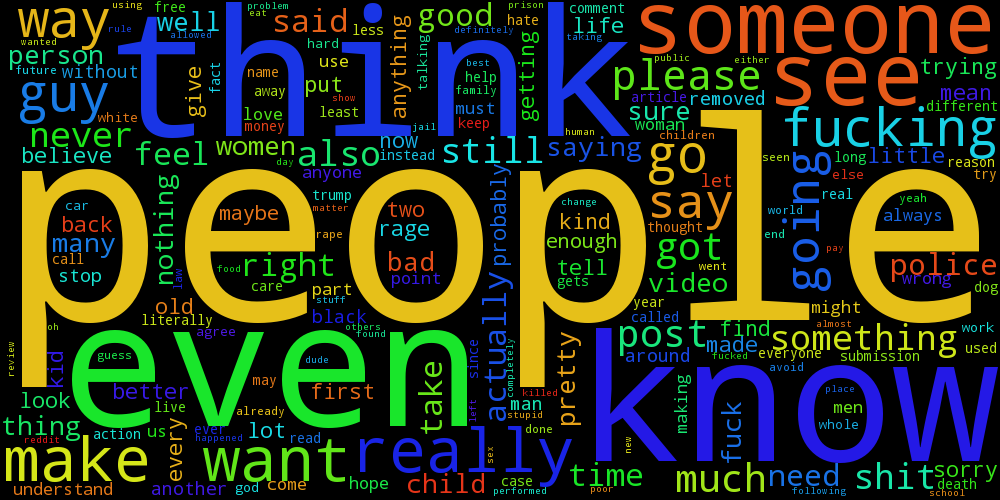 way
well
free
using
problem
eat
wanted
rule
allowed
think
said
less
hard
use
put
least
show
good
comment
life
prison
hate
definitely
taking
someone
see
person
future
without
fact
give
guy
white
name
away
love
money
anything
talking
must
keep
best
help
family
getting
please
public
either
article
removed
trying
mean
different
fucking
never
believe
feel
women
day
also
anyone
now
instead
jail
still
human
saying
sure
woman
children
go
say
let
thought
seen
long
little
reason
else
try
real
yeah
always
world
end
people
car
back
many
call
stop
nothing
law
maybe
food
right
care
trump
matter
rape
part
stuff
black
others
found
two
rage
bad
point
agree
actually
probably
change
kind
enough
tell
gets
got
went
video
year
called
going
pay
police
wrong
dog
might
almost
old
literally
oh
review
kid
guess
even
dude
first
may
take
since
left
completely
killed
stupid
pretty
man
done
post
around
made
find
fucked
everyone
avoid
something
submission
work
used
place
whole
men
know
look
thing
reddit
action
live
better
us
ever
happened
every
already
lot
read
god
come
another
understand
make
want
really
hope
child
sex
case
performed
poor
time
new
making
much
fuck
need
following
shit
sorry
death
school